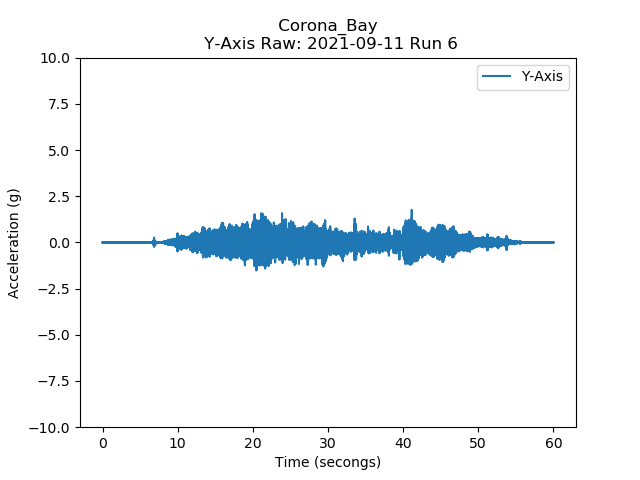 Corona_Bay
Y-Axis Raw: 2021-09-11 Run 6
Y-Axis
Acceleration (g)
10.0
7.5
5.0
2.5
0.0
−2.5
−5.0
−7.5
−10.0
0 10 20 30 40 50 60
Time (secongs)